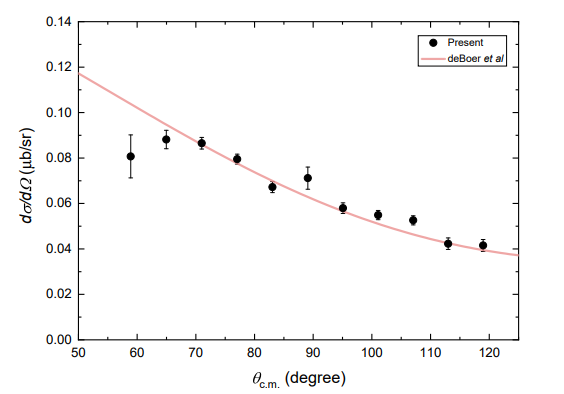 0.14
0.12
0.10
0.08
0.06
0.04
0.02
0.00
50 60 70 80 90 100 110 120
dσ/dΩ (μb/sr)
θc.m. (degree)
Present
deBoer et al